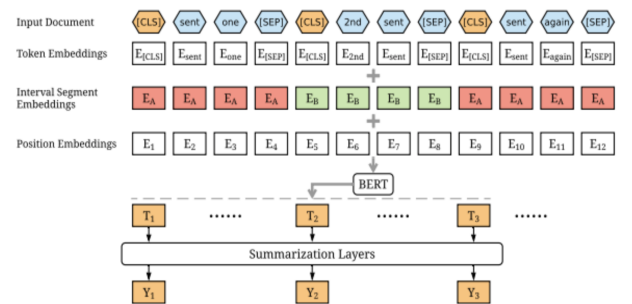 Input Document [CLS] sent one [SEP] [CLS] 2nd sent [SEP] [CLS] sent again [SEP]
Token Embeddings E[CLS] Esent Eone E[SEP] E[CLS] E2nd Esent E[SEP] E[CLS] Esent Eagain E[SEP]
+
Interval Segment
Embeddings EA EA EA EA EB EB EB EB EA EA EA EA
+
Position Embeddings E1 E2 E3 E4 E5 E6 E7 E8 E9 E10 E11 E12
BERT
T1 ...... T2 ...... T3 ......
Summarization Layers
Y1 Y2 Y3